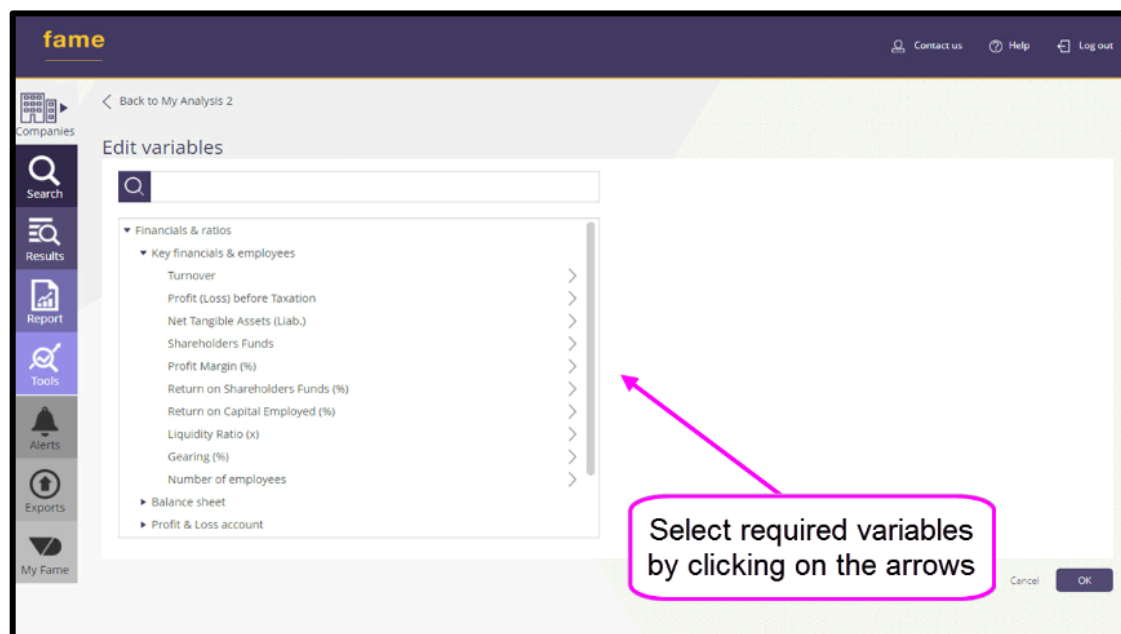 fame
Contact us
Help
Log out
Companies
Search
Results
Report
Tools
Alerts
Exports
My Fame
Back to My Analysis 2
Edit variables
Financials & ratios
Key financials & employees
Turnover
Profit (Loss) before Taxation
Net Tangible Assets (Liab.)
Shareholders Funds
Profit Margin (%)
Return on Shareholders Funds (%)
Return on Capital Employed (%)
Liquidity Ratio (x)
Gearing (%)
Number of employees
Balance sheet
Profit & Loss account
Select required variables
by clicking on the arrows
Cancel
OK